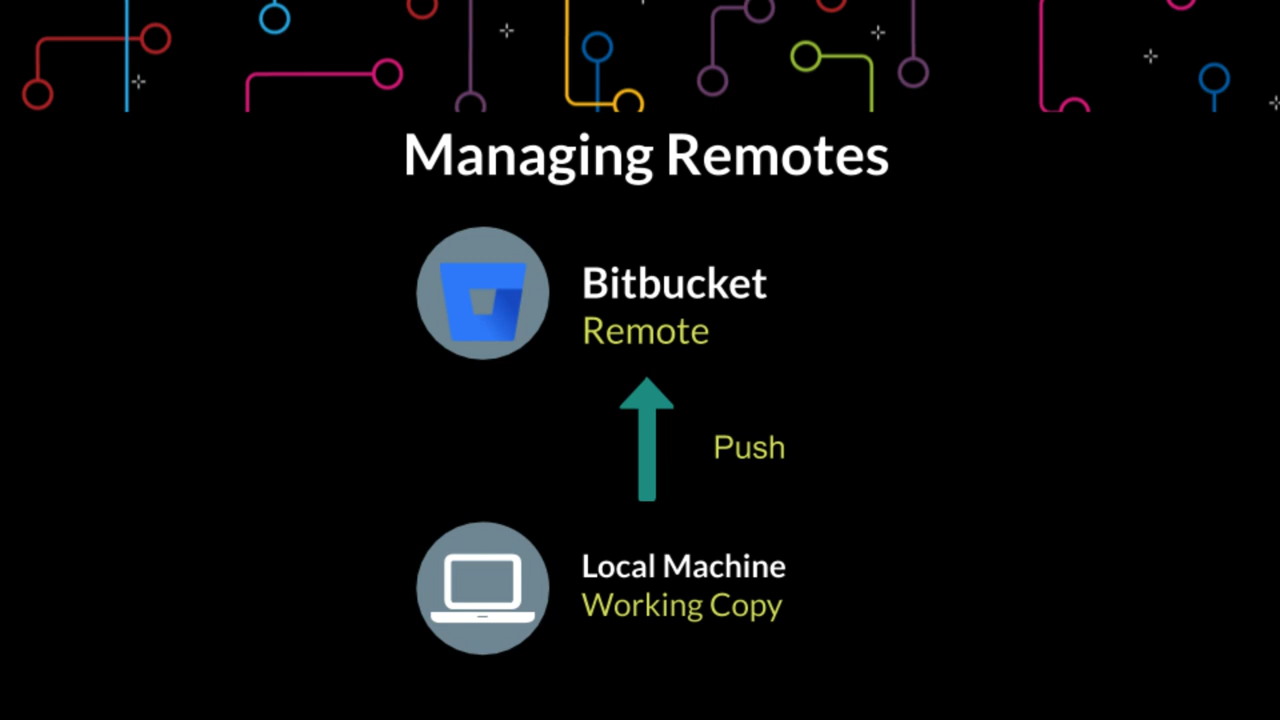 Managing Remotes
Bitbucket
Remote
Push
Local Machine
Working Copy